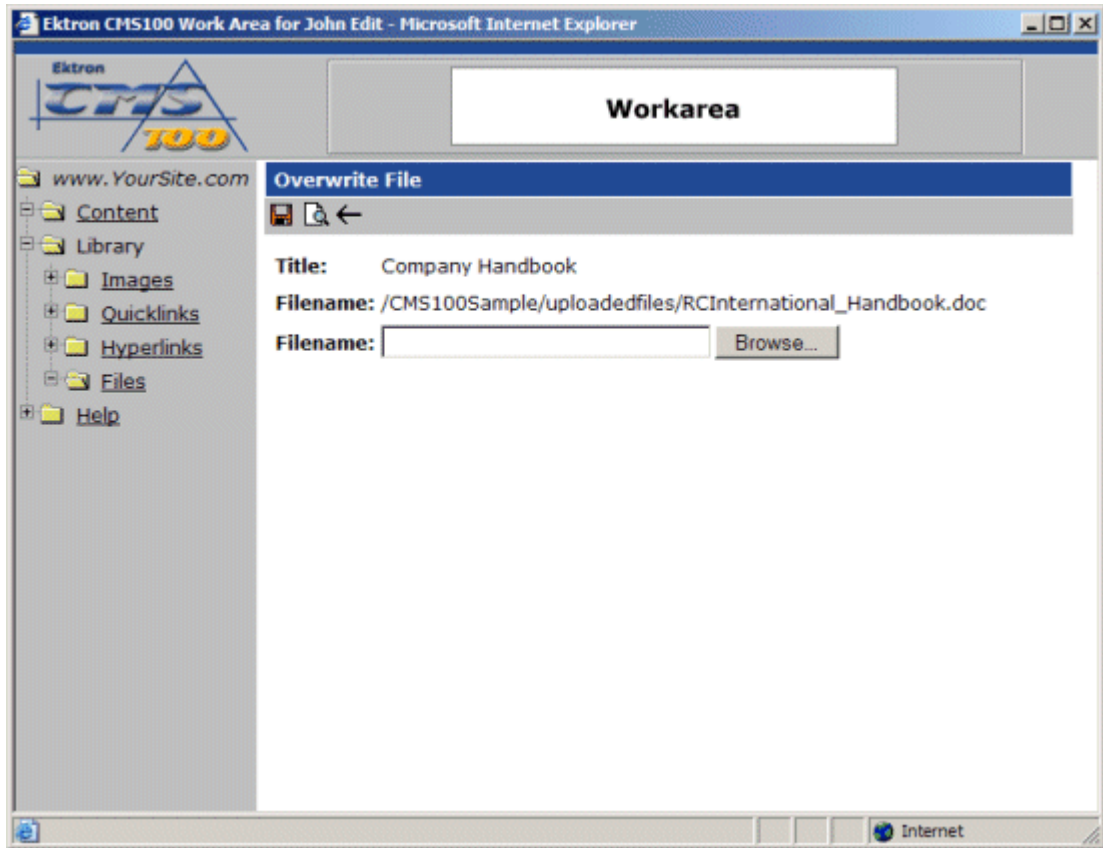 Ektron CMS100 Work Area for John Edit - Microsoft Internet Explorer
Ektron
CMS
100
Workarea
www.YourSite.com
Content
Library
Images
Quicklinks
Hyperlinks
Files
Help
Overwrite File
Title: Company Handbook
Filename: /CMS100Sample/uploadedfiles/RCInternational_Handbook.doc
Filename: Browse...
Internet